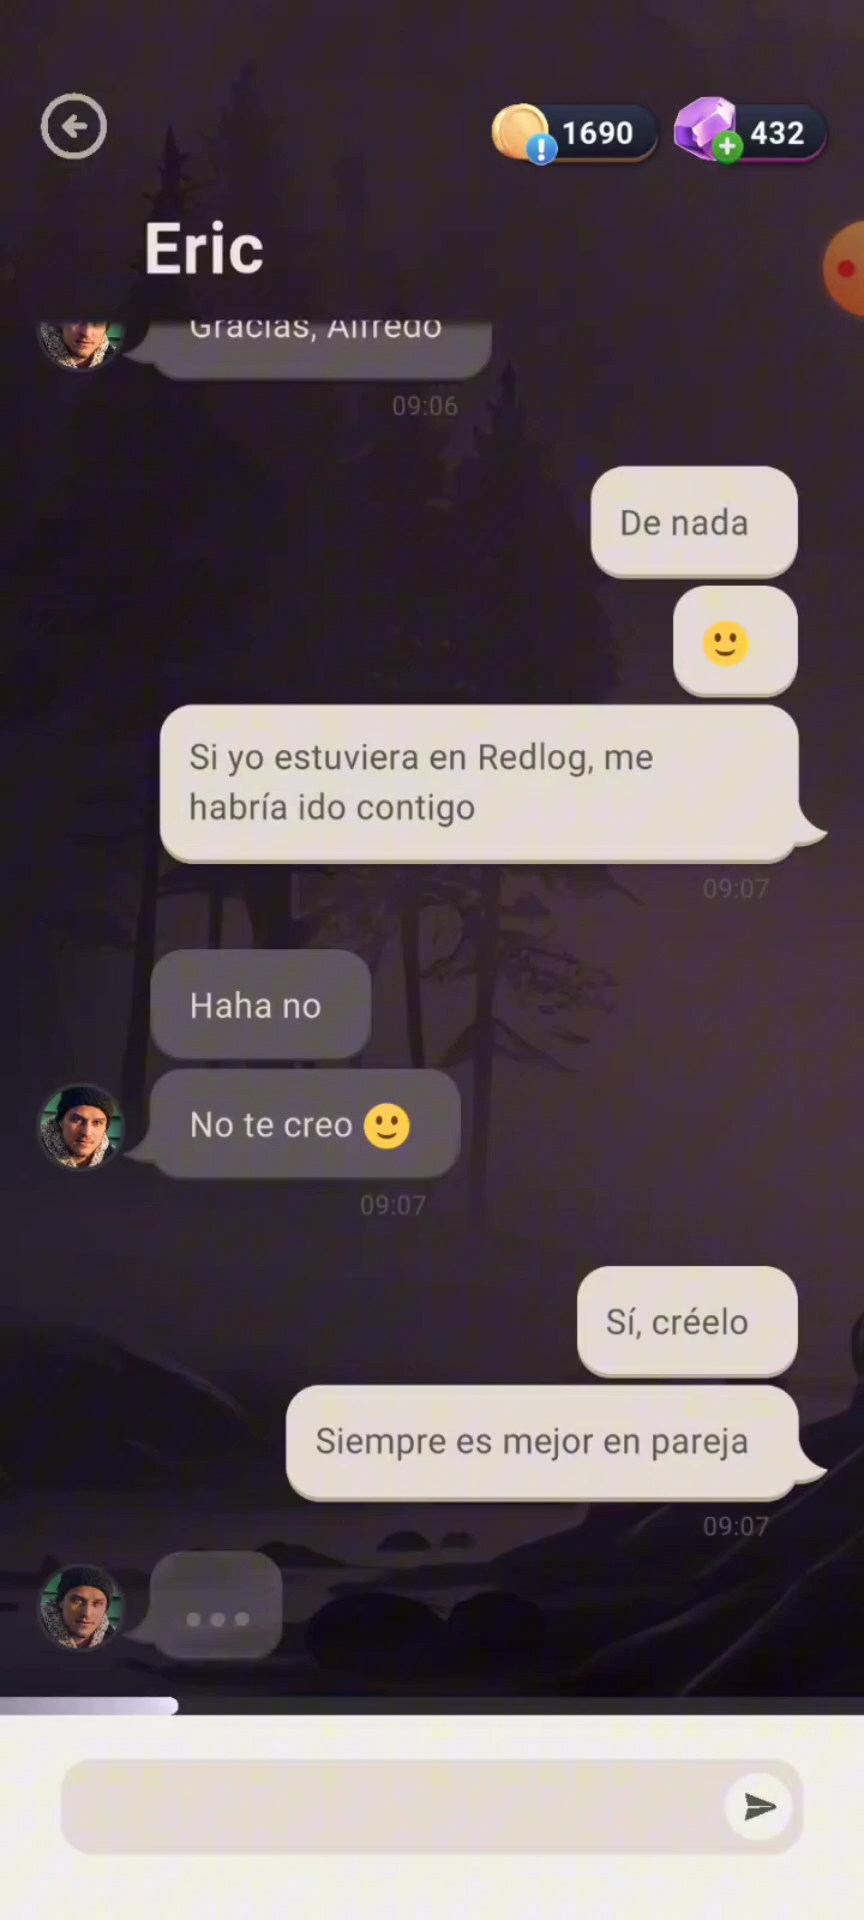 1690
432
Eric
Gracias, Alfredo
09:06
De nada
🙂
Si yo estuviera en Redlog, me
habría ido contigo
09:07
Haha no
No te creo 🙂
09:07
Sí, créelo
Siempre es mejor en pareja
09:07